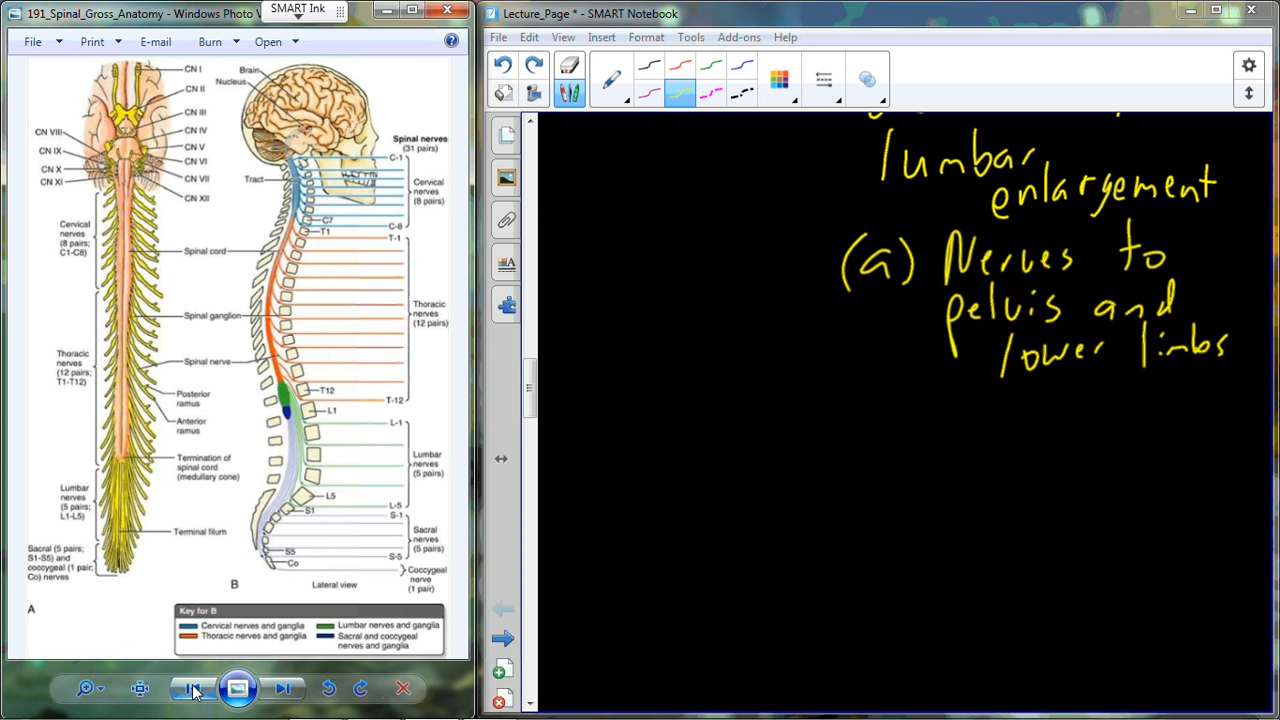 191_Spinal_Gross_Anatomy - Windows Photo V
SMART Ink
File Print E-mail Burn Open
CN I
CN II
CN III
CN IV
CN V
CN VI
CN VII
CN XII
CN VIII
CN IX
CN X
CN XI
Cervical
nerves
(8 pairs;
C1-C8)
Thoracic
nerves
(12 pairs;
T1-T12)
Lumbar
nerves
(5 pairs;
L1-L5)
Sacral (5 pairs;
S1-S5) and
coccygeal (1 pair;
Co) nerves
Spinal cord
Spinal ganglion
Spinal nerve
Posterior
ramus
Anterior
ramus
Termination of
spinal cord
(medullary cone)
Terminal filum
A
Brain
Nucleus
Tract
Spinal nerves
(31 pairs)
C-1
Cervical
nerves
(8 pairs)
C7
C-8
T1
T-1
Thoracic
nerves
(12 pairs)
T12
T-12
L1
L-1
Lumbar
nerves
(5 pairs)
L5
L-5
S1
S-1
Sacral
nerves
(5 pairs)
S5
S-5
Co
Coccygeal
nerve
(1 pair)
B
Lateral view
Key for B
Cervical nerves and ganglia
Thoracic nerves and ganglia
Lumbar nerves and ganglia
Sacral and coccygeal
nerves and ganglia
Lecture_Page * - SMART Notebook
File Edit View Insert Format Tools Add-ons Help
lumbar
enlargement
(a) Nerves to
pelvis and
lower limbs